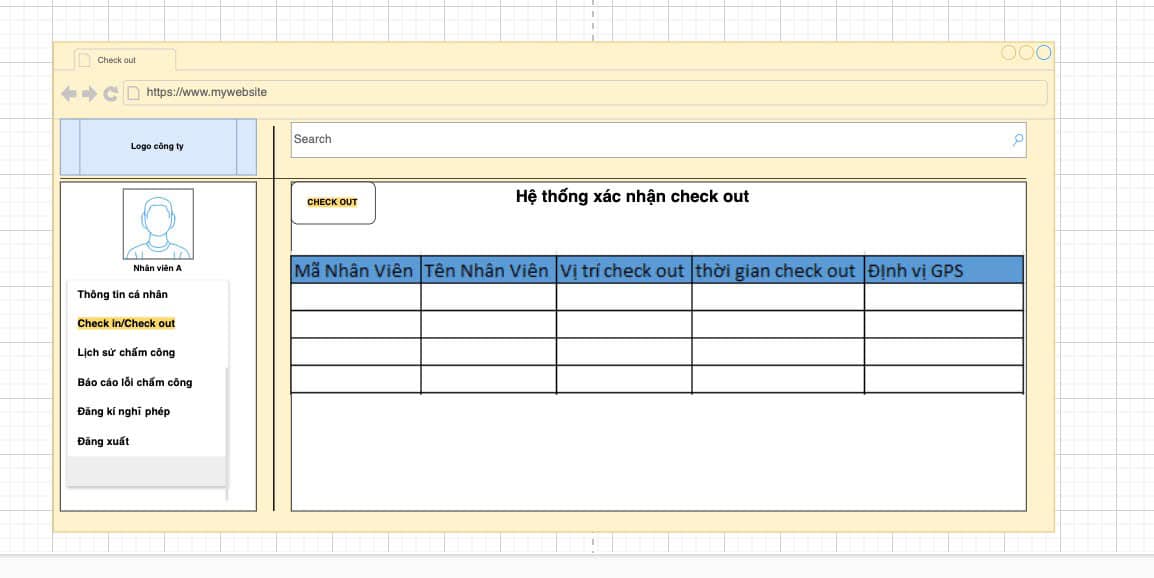 Check out
https://www.mywebsite
Logo công ty
Search
CHECK OUT
Hệ thống xác nhận check out
Nhân viên A
Thông tin cá nhân
Check in/Check out
Lịch sử chấm công
Báo cáo lỗi chấm công
Đăng kí nghĩ phép
Đăng xuất
Mã Nhân Viên Tên Nhân Viên Vị trí check out thời gian check out ĐỊnh vị GPS